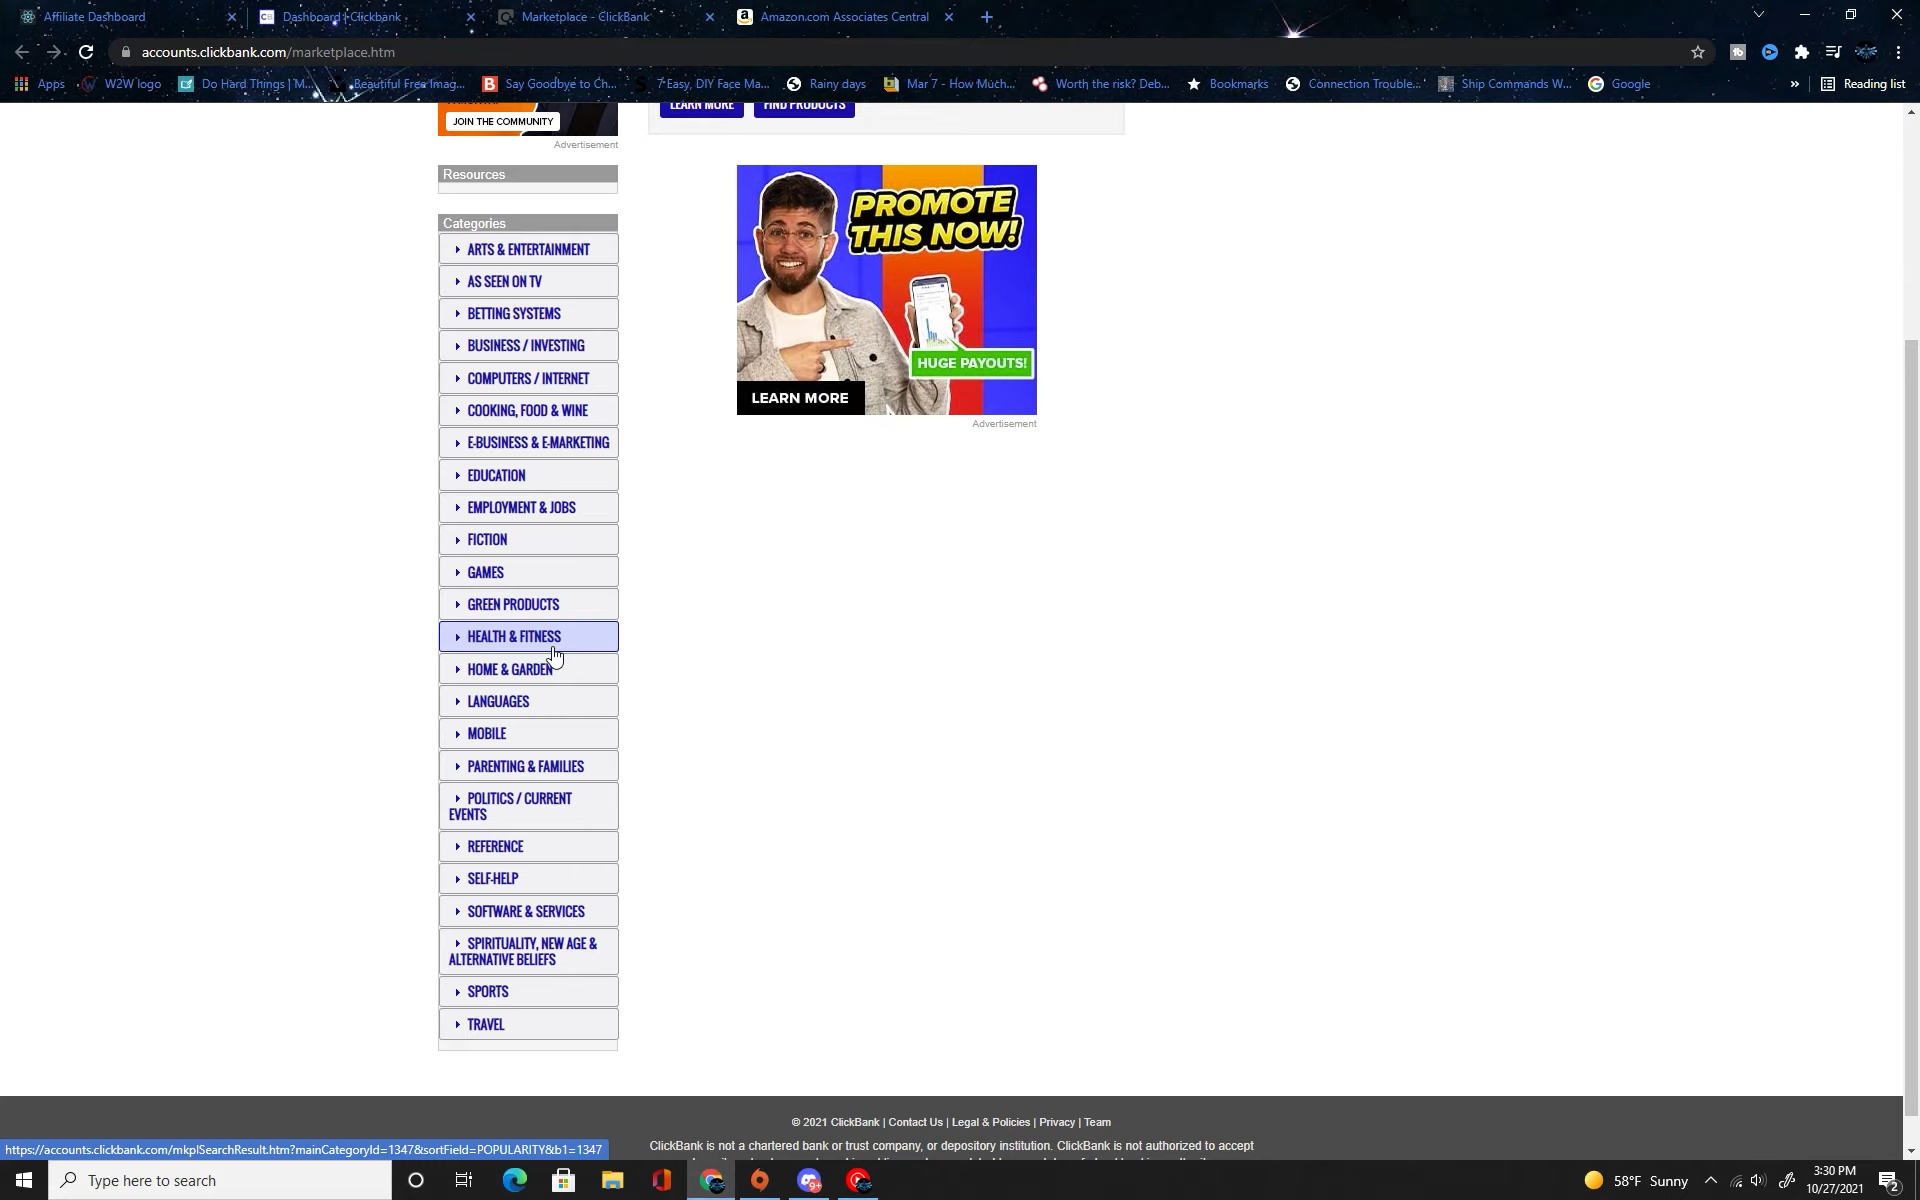 Affiliate Dashboard
Dashboard | Clickbank
Marketplace - ClickBank
Amazon.com Associates Central
accounts.clickbank.com/marketplace.htm
Apps
W2W logo
Do Hard Things | M...
Beautiful Free Imag...
Say Goodbye to Ch...
7 Easy, DIY Face Ma...
Rainy days
Mar 7 - How Much...
Worth the risk? Deb...
Bookmarks
Connection Trouble...
Ship Commands W...
Google
»
Reading list
JOIN THE COMMUNITY
Advertisement
LEARN MORE
FIND PRODUCTS
Resources
Categories
ARTS & ENTERTAINMENT
AS SEEN ON TV
BETTING SYSTEMS
BUSINESS / INVESTING
COMPUTERS / INTERNET
COOKING, FOOD & WINE
E-BUSINESS & E-MARKETING
EDUCATION
EMPLOYMENT & JOBS
FICTION
GAMES
GREEN PRODUCTS
HEALTH & FITNESS
HOME & GARDEN
LANGUAGES
MOBILE
PARENTING & FAMILIES
POLITICS / CURRENT
EVENTS
REFERENCE
SELF-HELP
SOFTWARE & SERVICES
SPIRITUALITY, NEW AGE &
ALTERNATIVE BELIEFS
SPORTS
TRAVEL
PROMOTE
THIS NOW!
HUGE PAYOUTS!
LEARN MORE
Advertisement
© 2021 ClickBank | Contact Us | Legal & Policies | Privacy | Team
ClickBank is not a chartered bank or trust company, or depository institution. ClickBank is not authorized to accept
https://accounts.clickbank.com/mkplSearchResult.htm?mainCategoryId=1347&sortField=POPULARITY&b1=1347
Type here to search
9+
58°F Sunny
3:30 PM
10/27/2021
2